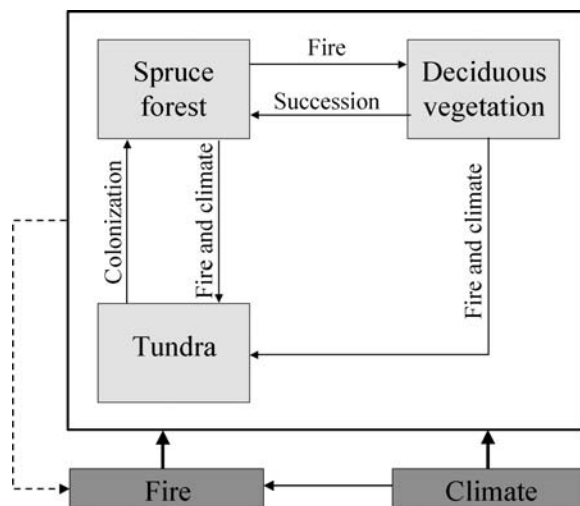 Spruce
forest
Fire
Deciduous
vegetation
Succession
Colonization
Fire and climate
Fire and climate
Tundra
Fire
Climate